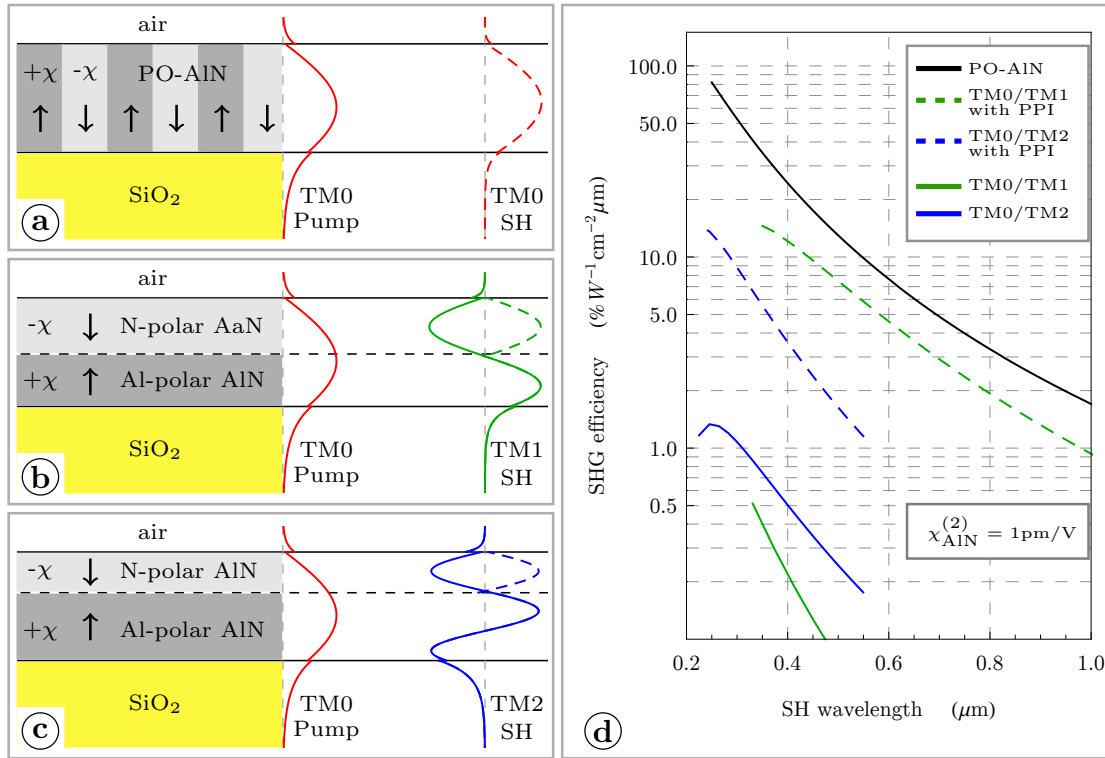 air
+χ -χ PO-AlN
↑ ↓ ↑ ↓ ↑ ↓
SiO₂
TM0
Pump
TM0
SH
a
air
-χ ↓ N-polar AaN
+χ ↑ Al-polar AlN
SiO₂
TM0
Pump
TM1
SH
b
air
-χ ↓ N-polar AlN
+χ ↑ Al-polar AlN
SiO₂
TM0
Pump
TM2
SH
c
SHG efficiency (% W⁻¹cm⁻²μm)
100.0
50.0
10.0
5.0
1.0
0.5
PO-AlN
TM0/TM1
with PPI
TM0/TM2
with PPI
TM0/TM1
TM0/TM2
χ⁽²⁾AlN = 1pm/V
0.2 0.4 0.6 0.8 1.0
SH wavelength (μm)
d